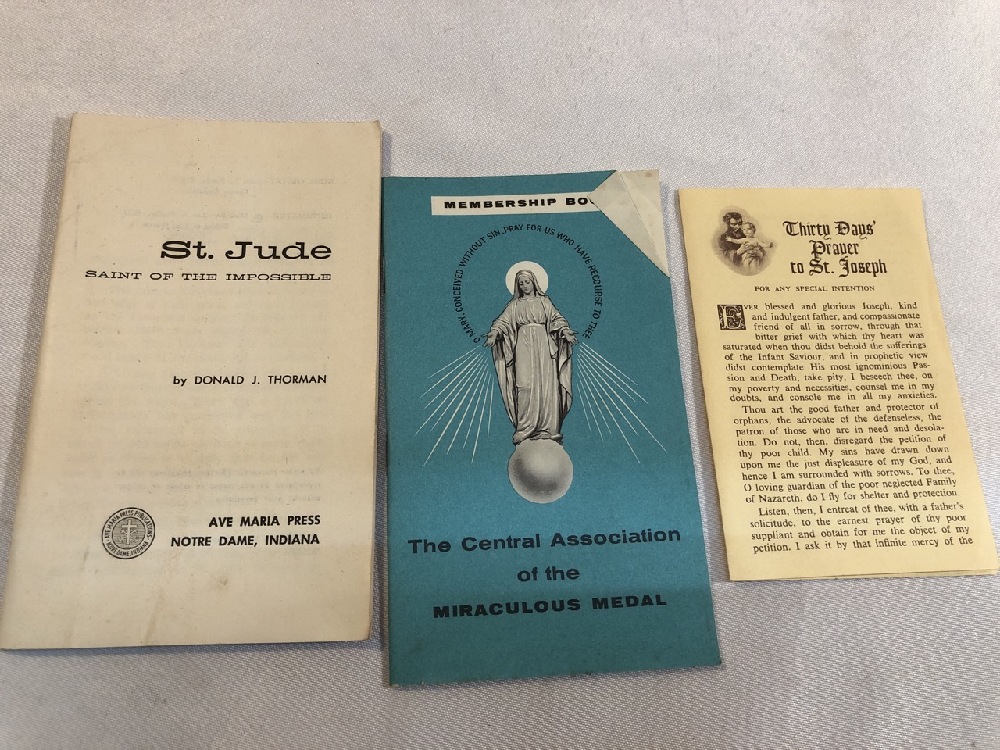 St. Jude
SAINT OF THE IMPOSSIBLE
by DONALD J. THORMAN
AVE MARIA PRESS PUBLICATIONS
NOTRE DAME, INDIANA
AVE MARIA PRESS
NOTRE DAME, INDIANA
MEMBERSHIP BO
O MARY, CONCEIVED WITHOUT SIN, PRAY FOR US WHO HAVE RECOURSE TO THEE
The Central Association
of the
MIRACULOUS MEDAL
Thirty Days'
Prayer
to St. Joseph
FOR ANY SPECIAL INTENTION
EVER blessed and glorious Joseph, kind
and indulgent father, and compassionate
friend of all in sorrow, through that
bitter grief with which thy heart was
saturated when thou didst behold the sufferings
of the Infant Saviour, and in prophetic view
didst contemplate His most ignominious Pas-
sion and Death, take pity, I beseech thee, on
my poverty and necessities, counsel me in my
doubts, and console me in all my anxieties.
Thou art the good father and protector of
orphans, the advocate of the defenseless, the
patron of those who are in need and desola-
tion. Do not, then, disregard the petition of
thy poor child. My sins have drawn down
upon me the just displeasure of my God, and
hence I am surrounded with sorrows. To thee,
O loving guardian of the poor neglected Family
of Nazareth, do I fly for shelter and protection
Listen, then, I entreat of thee, with a father's
solicitude, to the earnest prayer of thy poor
suppliant and obtain for me the object of my
petition. I ask it by that infinite mercy of the